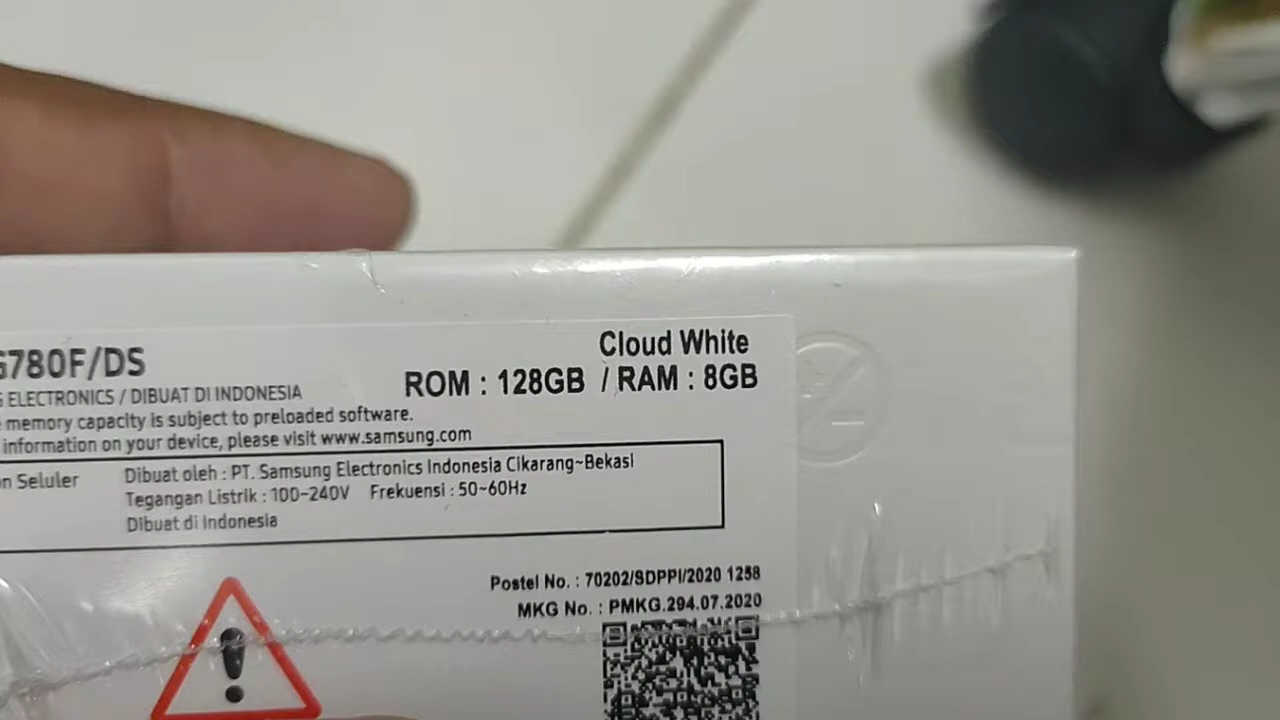 G780F/DS
Cloud White
ROM : 128GB / RAM : 8GB
ELECTRONICS / DIBUAT DI INDONESIA
memory capacity is subject to preloaded software.
information on your device, please visit www.samsung.com
Seluler
Dibuat oleh : PT. Samsung Electronics Indonesia Cikarang~Bekasi
Tegangan Listrik : 100-240V Frekuensi : 50~60Hz
Dibuat di Indonesia
Postel No. : 70202/SDPPI/2020 1258
MKG No. : PMKG.294.07.2020